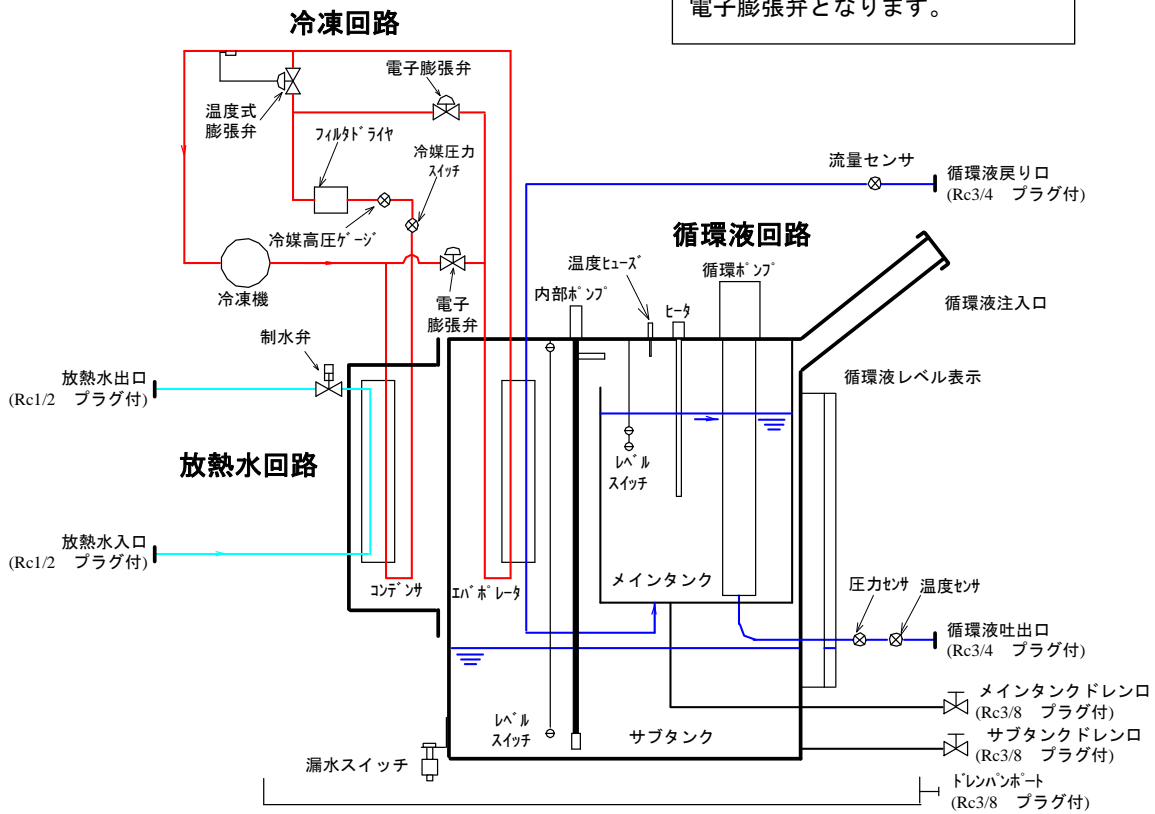 電子膨張弁となります。
冷凍回路
電子膨張弁
温度式
膨張弁
フィルタドライヤ
冷媒圧力
スイッチ
流量センサ
循環液戻り口
(Rc3/4　プラグ付)
冷媒高圧ゲージ
循環液回路
温度ヒューズ
循環ポンプ
冷凍機
内部ポンプ
ヒータ
循環液注入口
電子
膨張弁
制水弁
放熱水出口
(Rc1/2　プラグ付)
循環液レベル表示
放熱水回路
レベル
スイッチ
放熱水入口
(Rc1/2　プラグ付)
コンデンサ
エバポレータ
メインタンク
圧力センサ
温度センサ
循環液吐出口
(Rc3/4　プラグ付)
メインタンクドレン口
(Rc3/8　プラグ付)
レベル
スイッチ
サブタンク
サブタンクドレン口
(Rc3/8　プラグ付)
漏水スイッチ
ドレンパンポート
(Rc3/8　プラグ付)